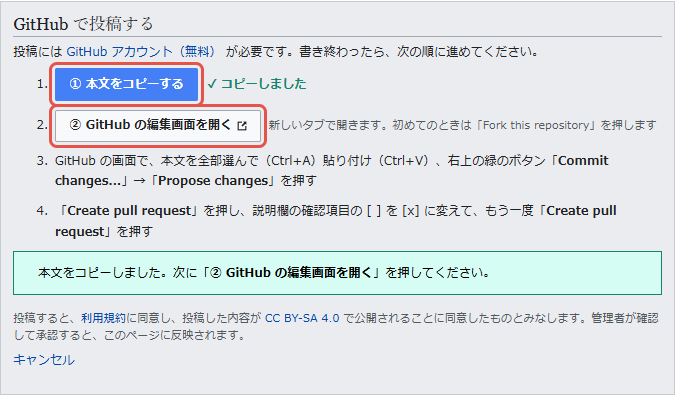 GitHub で投稿する
投稿には GitHub アカウント（無料） が必要です。書き終わったら、次の順に進めてください。
1. ① 本文をコピーする ✓ コピーしました
2. ② GitHub の編集画面を開く 新しいタブで開きます。初めてのときは「Fork this repository」を押します
3. GitHub の画面で、本文を全部選んで（Ctrl+A）貼り付け（Ctrl+V）、右上の緑のボタン「Commit
changes...」→「Propose changes」を押す
4. 「Create pull request」を押し、説明欄の確認項目の [ ] を [x] に変えて、もう一度「Create pull
request」を押す
本文をコピーしました。次に「② GitHub の編集画面を開く」を押してください。
投稿すると、利用規約に同意し、投稿した内容が CC BY-SA 4.0 で公開されることに同意したものとみなします。管理者が確認
して承認すると、このページに反映されます。
キャンセル